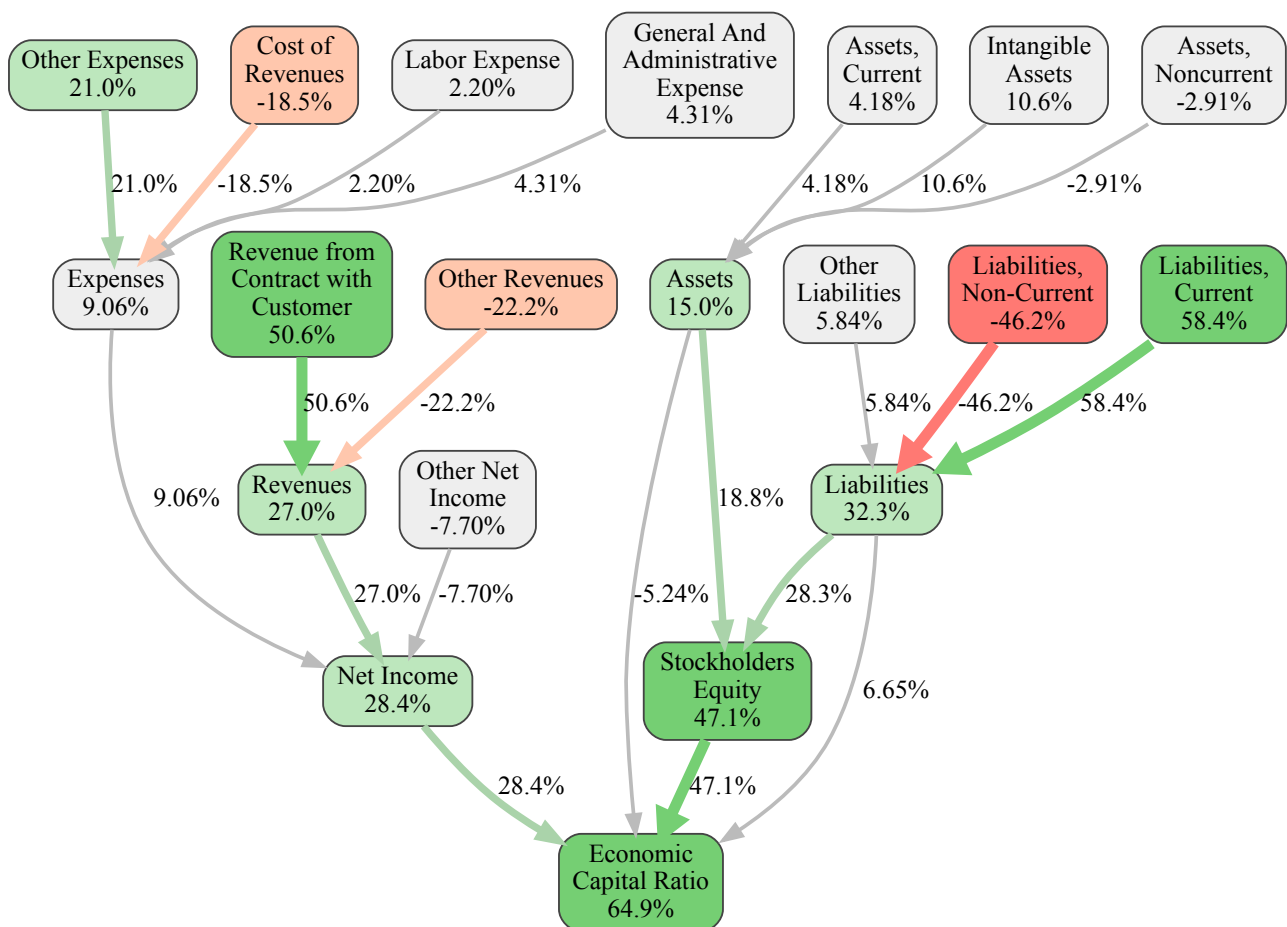 Other Expenses
21.0%
Cost of
Revenues
-18.5%
Labor Expense
2.20%
General And
Administrative
Expense
4.31%
Assets,
Current
4.18%
Intangible
Assets
10.6%
Assets,
Noncurrent
-2.91%
21.0%
-18.5%
2.20%
4.31%
4.18%
10.6%
-2.91%
Expenses
9.06%
Revenue from
Contract with
Customer
50.6%
Other Revenues
-22.2%
Assets
15.0%
Other
Liabilities
5.84%
Liabilities,
Non-Current
-46.2%
Liabilities,
Current
58.4%
50.6%
-22.2%
5.84%
-46.2%
58.4%
9.06%
Revenues
27.0%
Other Net
Income
-7.70%
18.8%
Liabilities
32.3%
27.0%
-7.70%
-5.24%
28.3%
Net Income
28.4%
Stockholders
Equity
47.1%
6.65%
28.4%
47.1%
Economic
Capital Ratio
64.9%